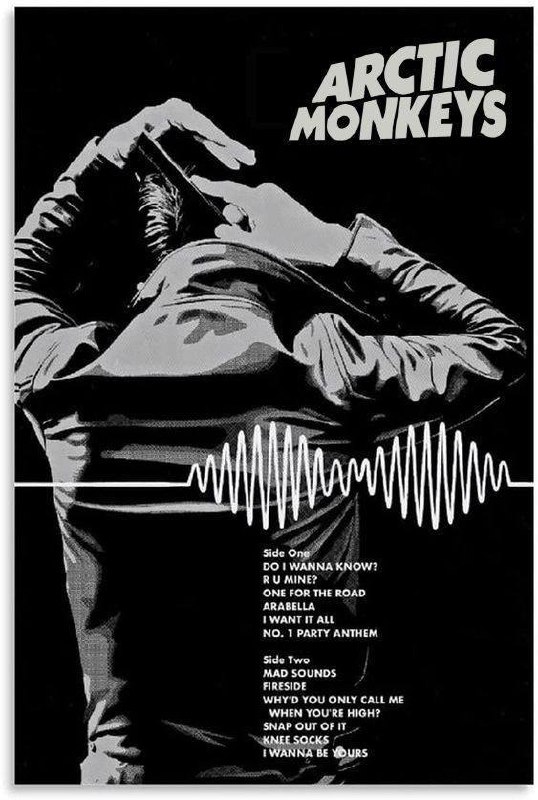 ARCTIC
MONKEYS
Side One
DO I WANNA KNOW?
R U MINE?
ONE FOR THE ROAD
ARABELLA
I WANT IT ALL
NO. 1 PARTY ANTHEM
Side Two
MAD SOUNDS
FIRESIDE
WHY'D YOU ONLY CALL ME
WHEN YOU'RE HIGH?
SNAP OUT OF IT
KNEE SOCKS
I WANNA BE YOURS